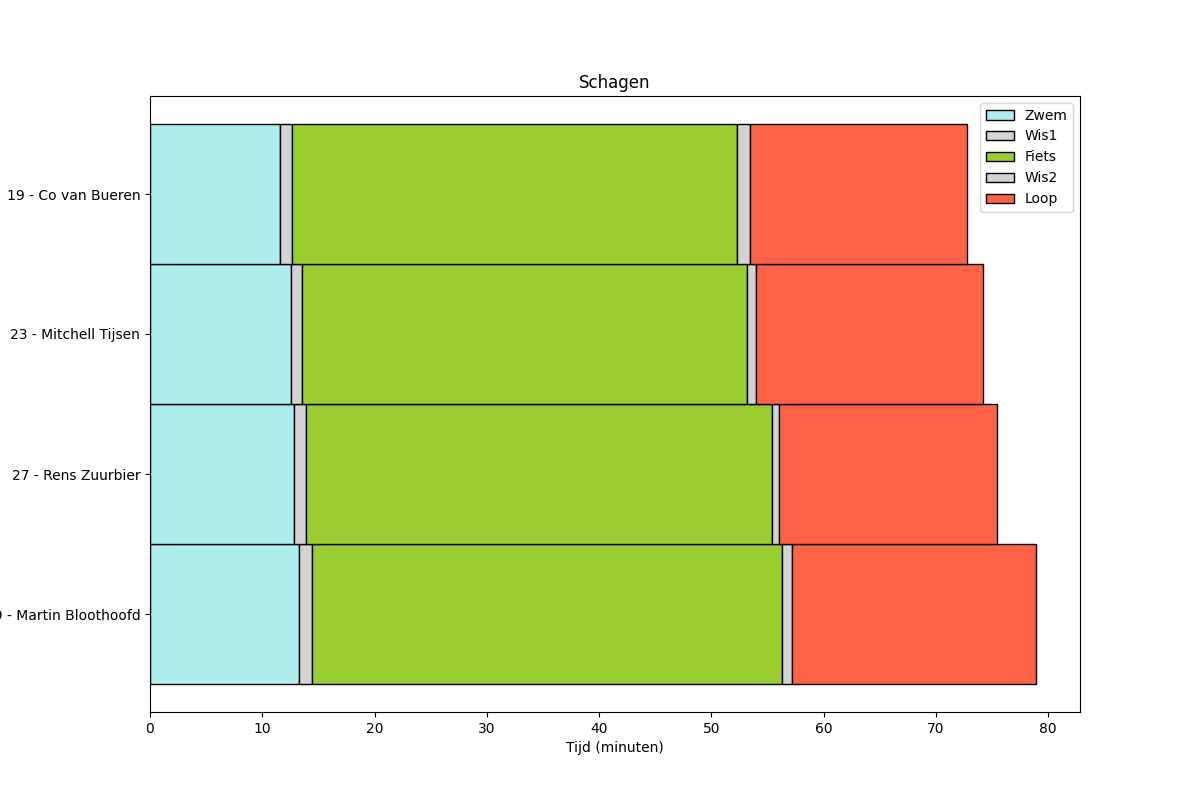 Schagen
Zwem
Wis1
Fiets
Wis2
Loop
19 - Co van Bueren
23 - Mitchell Tijsen
27 - Rens Zuurbier
- Martin Bloothoofd
0 10 20 30 40 50 60 70 80
Tijd (minuten)